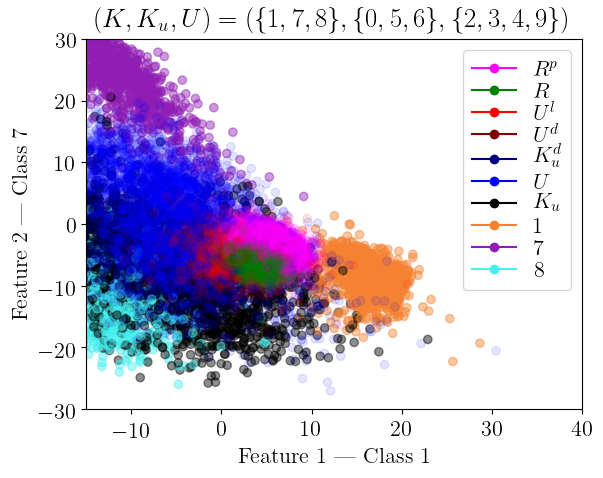 (K, K_u, U) = ({1, 7, 8}, {0, 5, 6}, {2, 3, 4, 9})
30
20
10
0
−10
−20
−30
−10
0
10
20
30
40
Feature 2 — Class 7
Feature 1 — Class 1
R^p
R
U^l
U^d
K_u^d
U
K_u
1
7
8